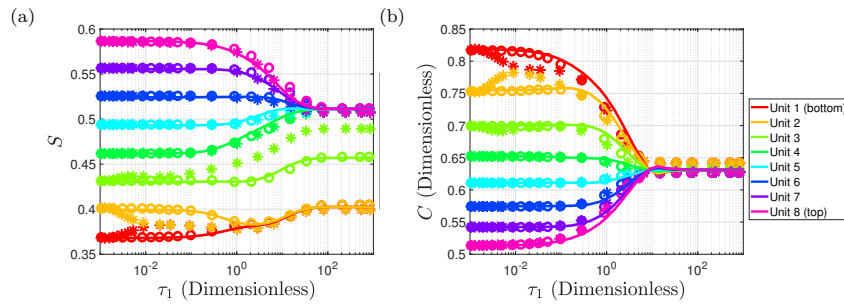 (a)
0.6
0.55
0.5
0.45
0.4
0.35
S
10^-2
10^0
10^2
τ1 (Dimensionless)
(b)
0.85
0.8
0.75
0.7
0.65
0.6
0.55
0.5
C (Dimensionless)
10^-2
10^0
10^2
τ1 (Dimensionless)
Unit 1 (bottom)
Unit 2
Unit 3
Unit 4
Unit 5
Unit 6
Unit 7
Unit 8 (top)